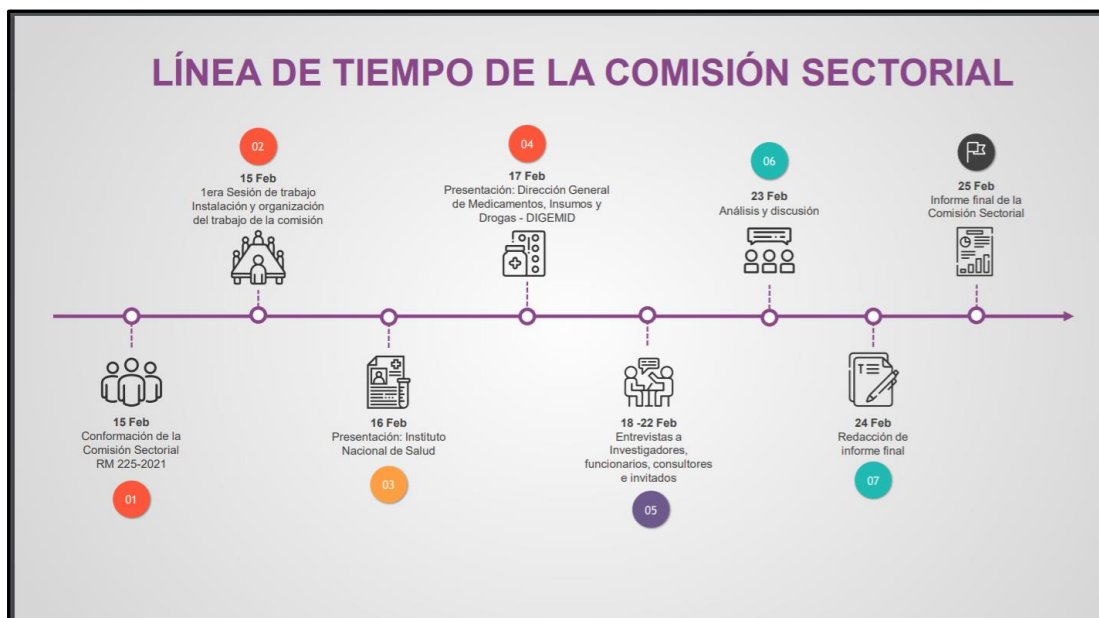 LÍNEA DE TIEMPO DE LA COMISIÓN SECTORIAL
01
15 Feb
Conformación de la
Comisión Sectorial
RM 225-2021
02
15 Feb
1era Sesión de trabajo
Instalación y organización
del trabajo de la comisión
03
16 Feb
Presentación: Instituto
Nacional de Salud
04
17 Feb
Presentación: Dirección General
de Medicamentos, Insumos y
Drogas - DIGEMID
05
18 -22 Feb
Entrevistas a
Investigadores,
funcionarios, consultores
e invitados
06
23 Feb
Análisis y discusión
07
24 Feb
Redacción de
informe final
25 Feb
Informe final de la
Comisión Sectorial